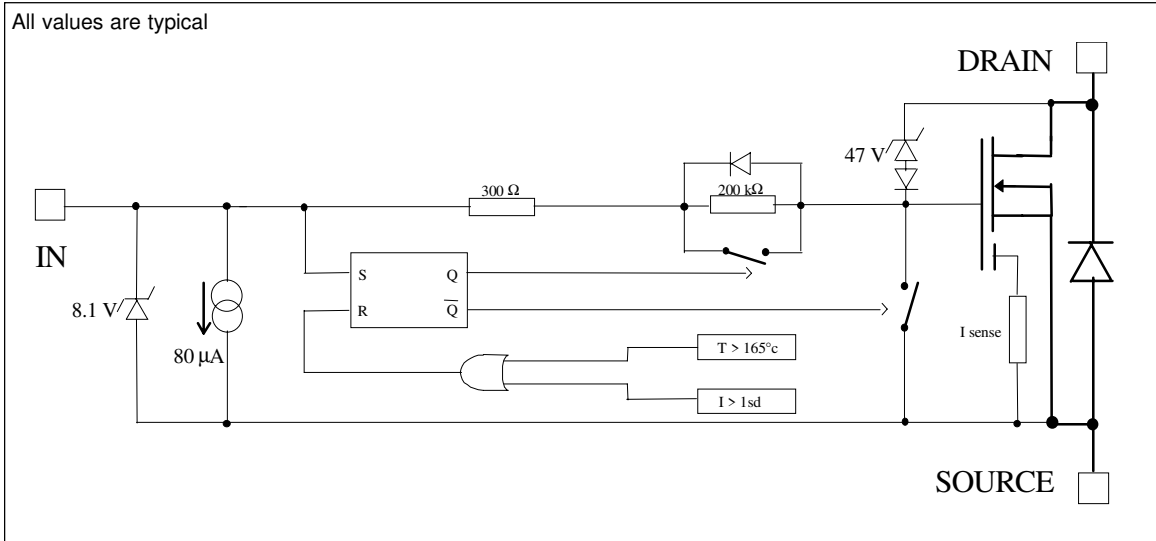 All values are typical
DRAIN
47 V
300 Ω
200 kΩ
IN
S Q
8.1 V
R Q̅
80 µA
I sense
T > 165°c
I > 1sd
SOURCE